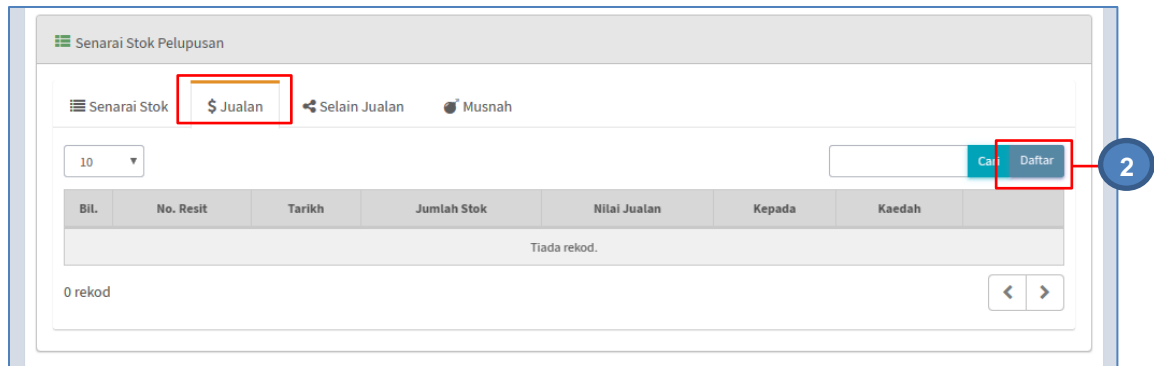 Senarai Stok Pelupusan
Senarai Stok $ Jualan Selain Jualan Musnah
10 Cari Daftar 2
Bil. No. Resit Tarikh Jumlah Stok Nilai Jualan Kepada Kaedah
Tiada rekod.
0 rekod